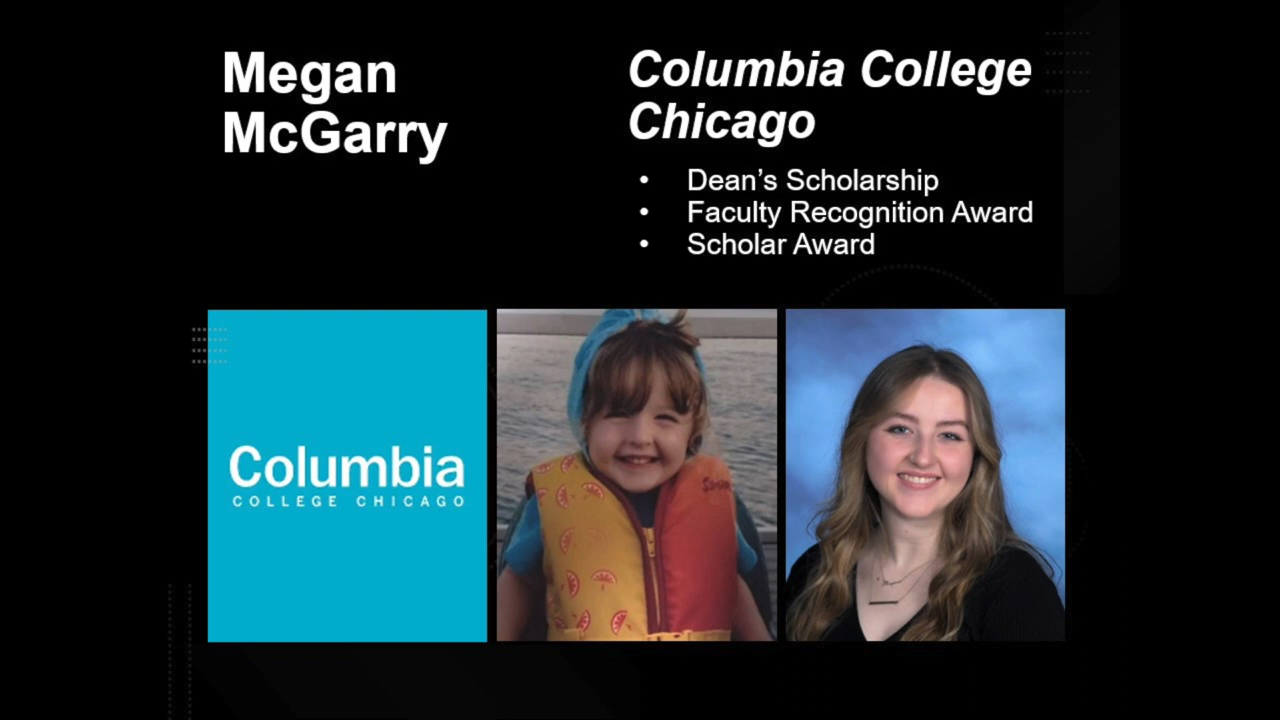 Megan
McGarry
Columbia College
Chicago
• Dean’s Scholarship
• Faculty Recognition Award
• Scholar Award
Columbia
COLLEGE CHICAGO